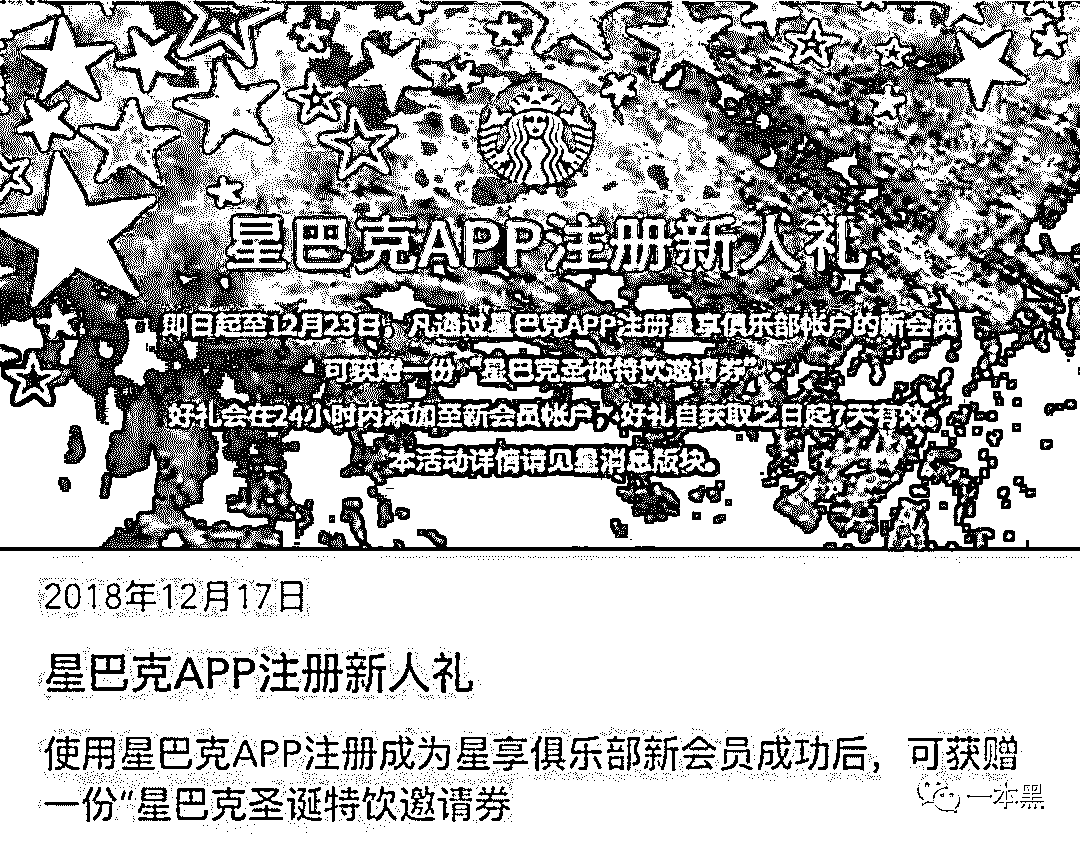 星巴克APP注册新人礼
即日起至12月23日，凡通过星巴克APP注册星享俱乐部帐户的新会员
可获赠一份“星巴克圣诞特饮邀请券”。
好礼会在24小时内添加至新会员帐户，好礼自获取之日起7天有效。
本活动详情请见星消息版块。
2018年12月17日
星巴克APP注册新人礼
使用星巴克APP注册成为星享俱乐部新会员成功后，可获赠
一份“星巴克圣诞特饮邀请券
一本黑